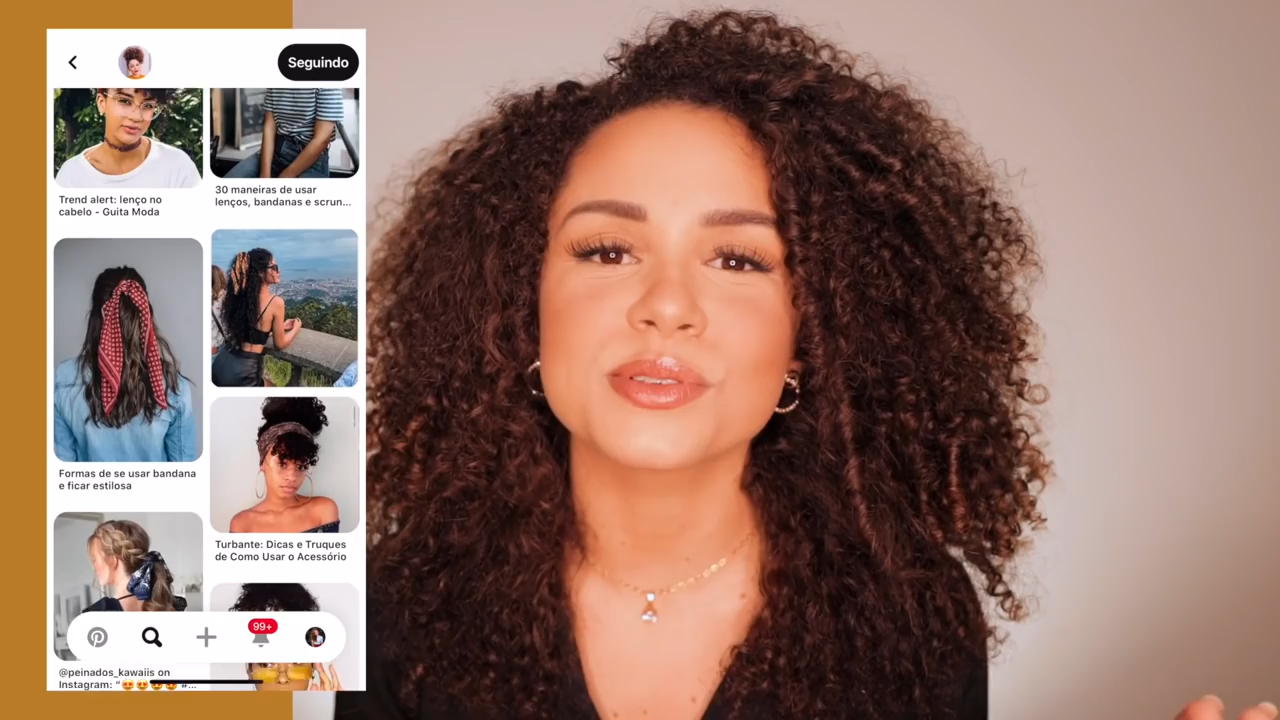 Seguindo
Trend alert: lenço no
cabelo - Guita Moda
30 maneiras de usar
lenços, bandanas e scrun...
Formas de se usar bandana
e ficar estilosa
Turbante: Dicas e Truques
de Como Usar o Acessório
99+
@peinados_kawaiis on
Instagram: “😍😍😍😍 #...